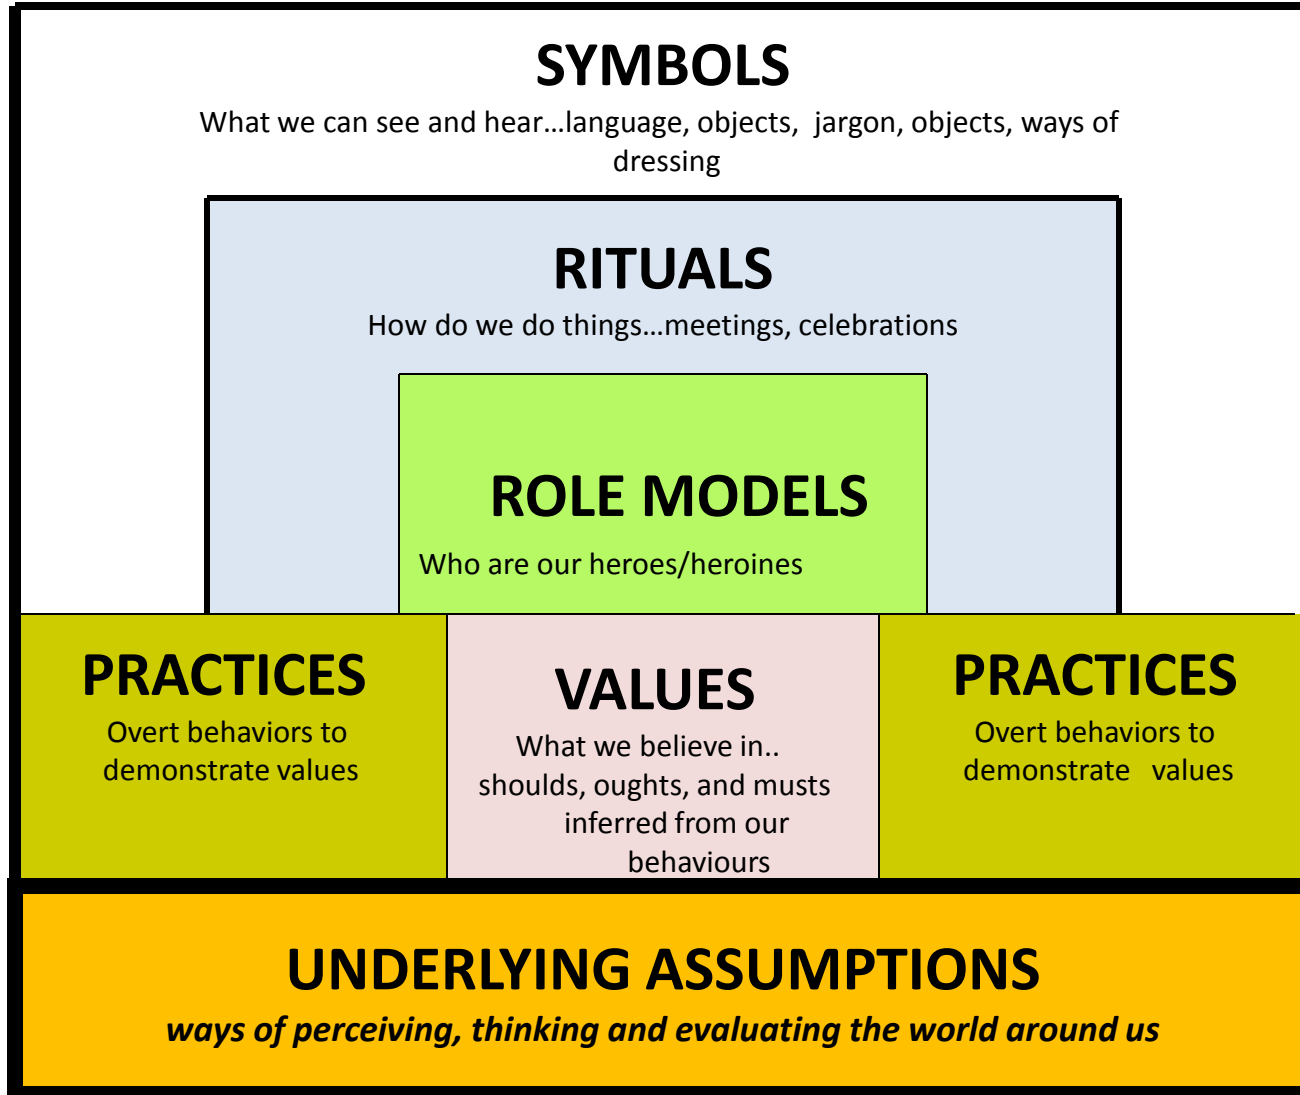 SYMBOLS
What we can see and hear...language, objects, jargon, objects, ways of
dressing
RITUALS
How do we do things...meetings, celebrations
ROLE MODELS
Who are our heroes/heroines
PRACTICES
Overt behaviors to
demonstrate values
VALUES
What we believe in..
shoulds, oughts, and musts
inferred from our
behaviours
PRACTICES
Overt behaviors to
demonstrate values
UNDERLYING ASSUMPTIONS
ways of perceiving, thinking and evaluating the world around us